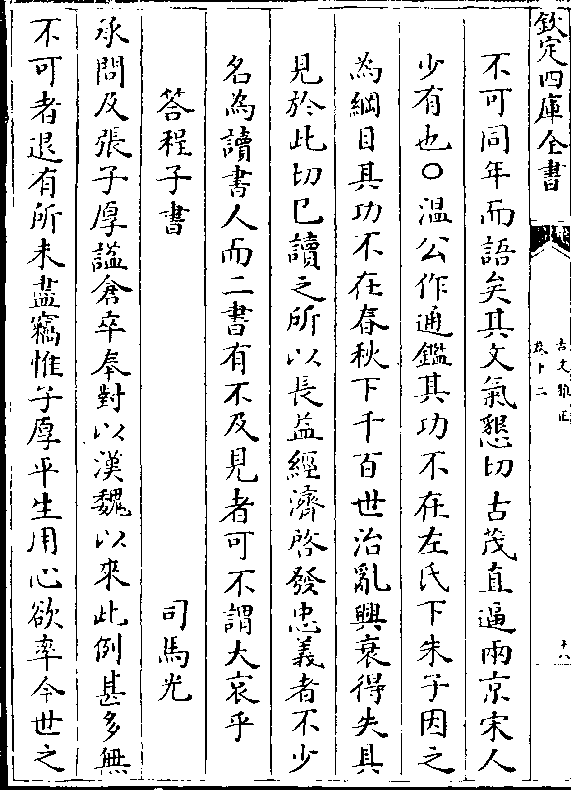 欽定四庫全書
古文雅正
卷十二
十八
不可同年而語矣其文氣懇切古茂直逼兩京宋人
少有也○溫公作通鑑其功不在左氏下朱子因之
為綱目其功不在春秋下千百世治亂興衰得失具
見於此切已讀之所以長益經濟啓發忠義者不少
名為讀書人而二書有不及見者可不謂大哀乎
答程子書
司馬光
承問及張子厚謚倉卒奉對以漢魏以來此例甚多無
不可者退有所未盡竊惟子厚平生用心欲率今世之